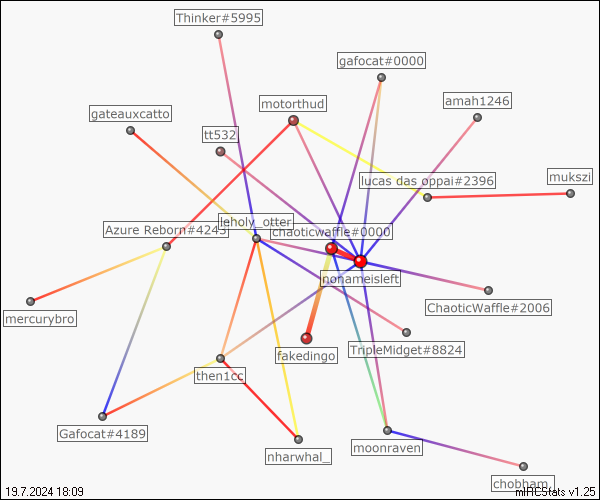 Thinker#5995
gafocat#0000
motorthud
amah1246
gateauxcatto
tt532
mukszi
lucas das oppai#2396
leholy_otter
Azure Reborn#4245
chaoticwaffle#0000
nonameisleft
ChaoticWaffle#2006
mercurybro
fakedingo
TripleMidget#8824
then1cc
Gafocat#4189
nharwhal_
moonraven
chobham_
19.7.2024 18:09
mIRCStats v1.25